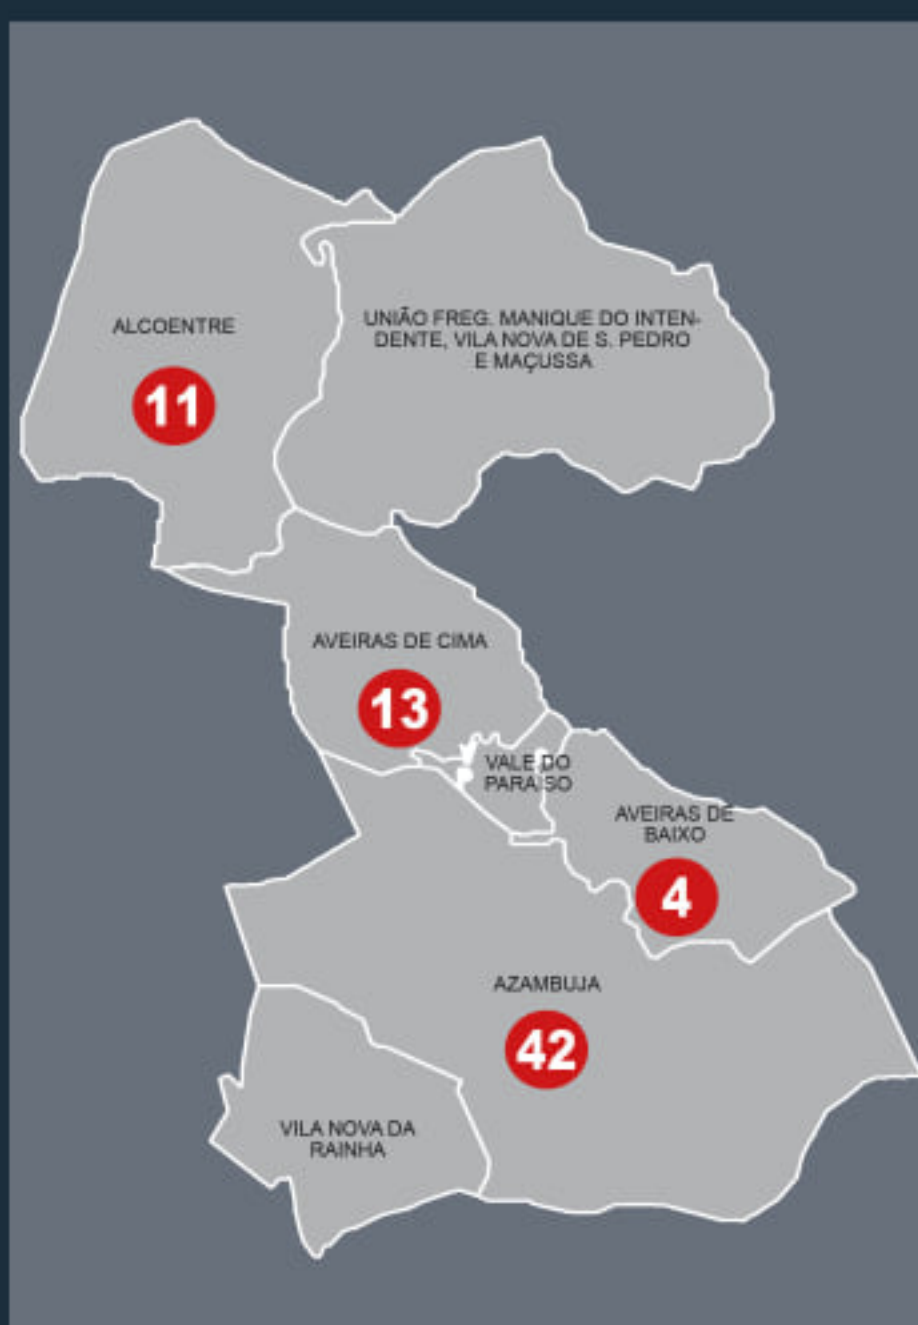 ALCOENTRE
11
UNIÃO FREG. MANIQUE DO INTEN-
DENTE, VILA NOVA DE S. PEDRO
E MAÇUSSA
AVEIRAS DE CIMA
13
VALE DO
PARAISO
AVEIRAS DE
BAIXO
4
AZAMBUJA
42
VILA NOVA DA
RAINHA